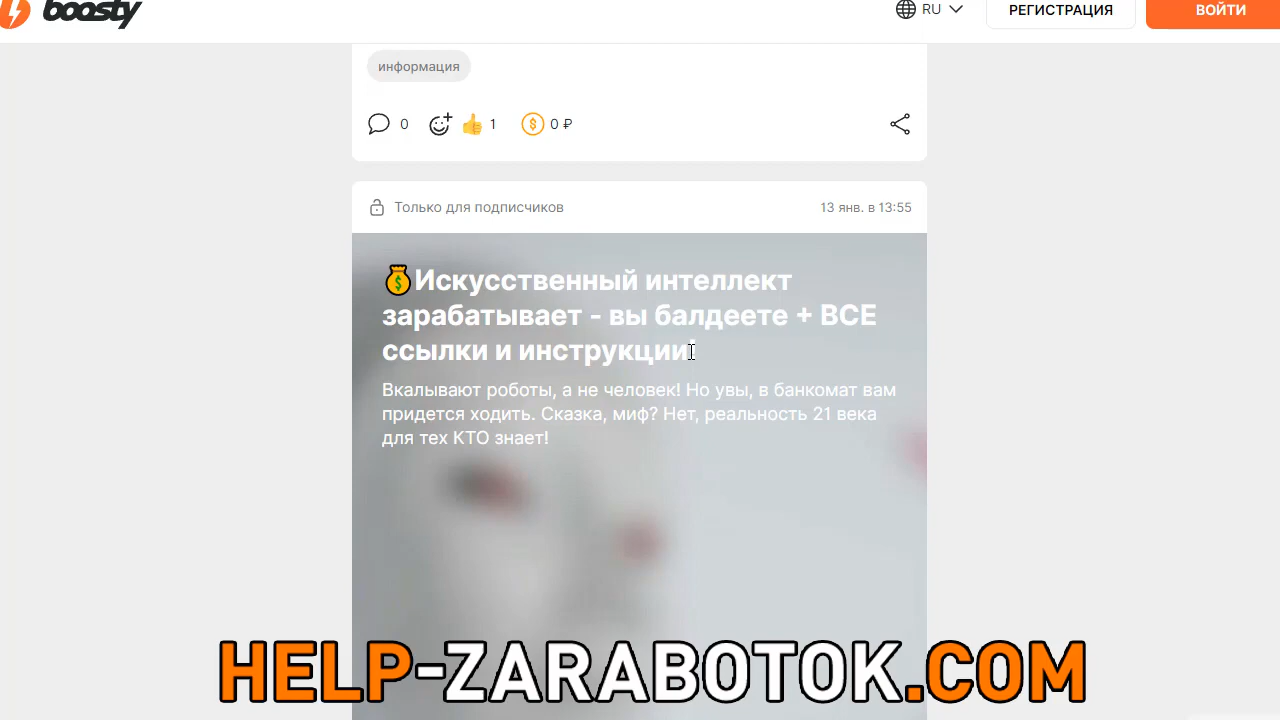 boosty
RU
РЕГИСТРАЦИЯ
ВОЙТИ
информация
0
1
0 ₽
Только для подписчиков
13 янв. в 13:55
💰Искусственный интеллект
зарабатывает - вы балдеете + ВСЕ
ссылки и инструкции!
Вкалывают роботы, а не человек! Но увы, в банкомат вам
придется ходить. Сказка, миф? Нет, реальность 21 века
для тех КТО знает!
HELP-ZARABOTOK.COM